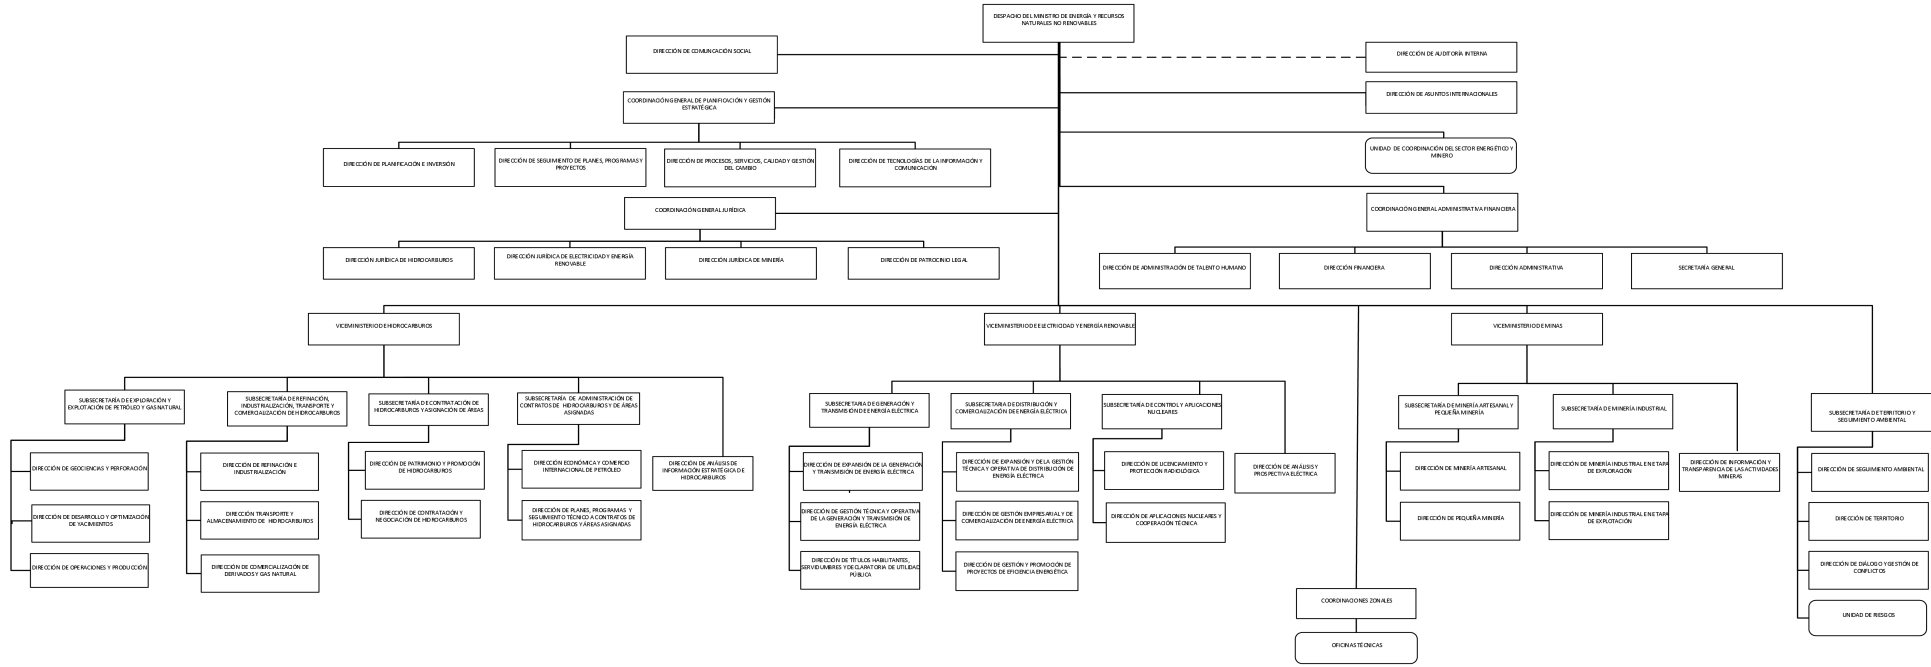 DESPACHO DEL MINISTRO DE ENERGÍA Y RECURSOS
NATURALES NO RENOVABLES
DIRECCIÓN DE COMUNCACIÓN SOCIAL
DIRECCIÓN DE AUDITORÍA INTERNA
COORDINACIÓN GENERAL DE PLANIFICACIÓN Y GESTIÓN
ESTRATÉGICA
DIRECCIÓN DE ASUNTOS INTERNACIONALES
UNIDAD DE COORDINACIÓN DEL SECTOR ENERGÉTICO Y
MINERO
DIRECCIÓN DE PLANIFICACIÓN E INVERSIÓN
DIRECCIÓN DE SEGUIMIENTO DE PLANES, PROGRAMAS Y
PROYECTOS
DIRECCIÓN DE PROCESOS, SERVICIOS, CALIDAD Y GESTIÓN
DEL CAMBIO
DIRECCIÓN DE TECNOLOGÍAS DE LA INFORMACIÓN Y
COMUNICACIÓN
COORDINACIÓN GENERAL JURÍDICA
COORDINACIÓN GENERAL ADMINISTRATIVA FINANCIERA
DIRECCIÓN JURÍDICA DE HIDROCARBUROS
DIRECCIÓN JURÍDICA DE ELECTRICIDAD Y ENERGÍA
RENOVABLE
DIRECCIÓN JURÍDICA DE MINERÍA
DIRECCIÓN DE PATROCINIO LEGAL
DIRECCIÓN DE ADMINISTRACIÓN DE TALENTO HUMANO
DIRECCIÓN FINANCIERA
DIRECCIÓN ADMINISTRATIVA
SECRETARÍA GENERAL
VICEMINISTERIO DE HIDROCARBUROS
VICEMINISTERIO DE ELECTRICIDAD Y ENERGÍA RENOVABLE
VICEMINISTERIO DE MINAS
SUBSECRETARÍA DE EXPLORACIÓN Y
EXPLOTACIÓN DE PETRÓLEO Y GAS NATURAL
SUBSECRETARÍA DE REFINACIÓN,
INDUSTRIALIZACIÓN, TRANSPORTE Y
COMERCIALIZACIÓN DE HIDROCARBUROS
SUBSECRETARÍA DE CONTRATACIÓN DE
HIDROCARBUROS Y ASIGNACIÓN DE ÁREAS
SUBSECRETARÍA DE ADMINISTRACIÓN DE
CONTRATOS DE HIDROCARBUROS Y DE ÁREAS
ASIGNADAS
SUBSECRETARIA DE GENERACIÓN Y
TRANSMISIÓN DE ENERGÍA ELÉCTRICA
SUBSECRETARIA DE DISTRIBUCIÓN Y
COMERCIALIZACIÓN DE ENERGÍA ELÉCTRICA
SUBSECRETARÍA DE CONTROL Y APLICACIONES
NUCLEARES
SUBSECRETARÍA DE MINERÍA ARTESANAL Y
PEQUEÑA MINERÍA
SUBSECRETARÍA DE MINERÍA INDUSTRIAL
SUBSECRETARÍA DE TERRITORIO Y
SEGUIMIENTO AMBIENTAL
DIRECCIÓN DE GEOCIENCIAS Y PERFORACIÓN
DIRECCIÓN DE REFINACIÓN E
INDUSTRIALIZACIÓN
DIRECCIÓN DE PATRIMONIO Y PROMOCIÓN
DE HIDROCARBUROS
DIRECCIÓN ECONÓMICA Y COMERCIO
INTERNACIONAL DE PETRÓLEO
DIRECCIÓN DE ANÁLISIS DE
INFORMACIÓN ESTRATÉGICA DE
HIDROCARBUROS
DIRECCIÓN DE EXPANSIÓN DE LA GENERACIÓN
Y TRANSMISIÓN DE ENERGÍA ELÉCTRICA
DIRECCIÓN DE EXPANSIÓN Y DE LA GESTIÓN
TÉCNICA Y OPERATIVA DE DISTRIBUCIÓN DE
ENERGÍA ELÉCTRICA
DIRECCIÓN DE LICENCIAMIENTO Y
PROTECCIÓN RADIOLÓGICA
DIRECCIÓN DE ANÁLISIS Y
PROSPECTIVA ELÉCTRICA
DIRECCIÓN DE MINERÍA ARTESANAL
DIRECCIÓN DE MINERÍA INDUSTRIAL EN ETAPA
DE EXPLORACIÓN
DIRECCIÓN DE INFORMACIÓN Y
TRANSPARENCIA DE LAS ACTIVIDADES
MINERAS
DIRECCIÓN DE SEGUIMIENTO AMBIENTAL
DIRECCIÓN DE DESARROLLO Y OPTIMIZACIÓN
DE YACIMIENTOS
DIRECCIÓN TRANSPORTE Y
ALMACENAMIENTO DE HIDROCARBUROS
DIRECCIÓN DE CONTRATACIÓN Y
NEGOCIACIÓN DE HIDROCARBUROS
DIRECCIÓN DE PLANES, PROGRAMAS Y
SEGUIMIENTO TÉCNICO A CONTRATOS DE
HIDROCARBUROS Y ÁREAS ASIGNADAS
DIRECCIÓN DE GESTIÓN TÉCNICA Y OPERATIVA
DE LA GENERACIÓN Y TRANSMISIÓN DE
ENERGÍA ELÉCTRICA
DIRECCIÓN DE GESTIÓN EMPRESARIAL Y DE
COMERCIALIZACIÓN DE ENERGÍA ELÉCTRICA
DIRECCIÓN DE APLICACIONES NUCLEARES Y
COOPERACIÓN TÉCNICA
DIRECCIÓN DE PEQUEÑA MINERÍA
DIRECCIÓN DE MINERÍA INDUSTRIAL EN ETAPA
DE EXPLOTACIÓN
DIRECCIÓN DE TERRITORIO
DIRECCIÓN DE OPERACIONES Y PRODUCCIÓN
DIRECCIÓN DE COMERCIALIZACIÓN DE
DERIVADOS Y GAS NATURAL
DIRECCIÓN DE TÍTULOS HABILITANTES,
SERVIDUMBRES Y DECLARATORIA DE UTILIDAD
PÚBLICA
DIRECCIÓN DE GESTIÓN Y PROMOCIÓN DE
PROYECTOS DE EFICIENCIA ENERGÉTICA
DIRECCIÓN DE DIÁLOGO Y GESTIÓN DE
CONFLICTOS
COORDINACIONES ZONALES
UNIDAD DE RIESGOS
OFICINAS TÉCNICAS